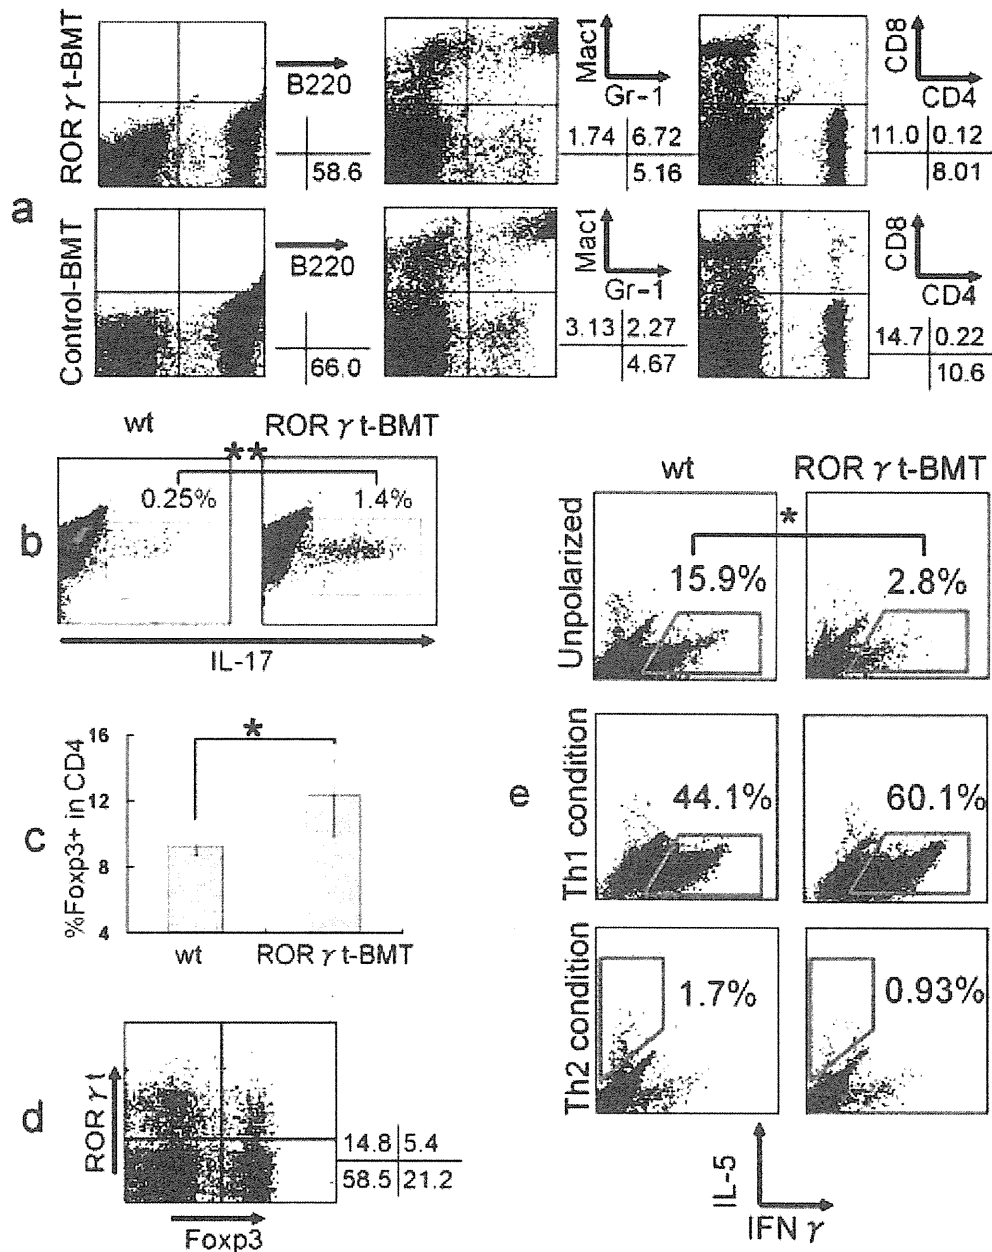 a
ROR γ t-BMT
B220
58.6
Mac1
Gr-1
1.74 6.72
5.16
CD8
CD4
11.0 0.12
8.01
Control-BMT
B220
66.0
Mac1
Gr-1
3.13 2.27
4.67
CD8
CD4
14.7 0.22
10.6
b
wt
ROR γ t-BMT
**
0.25%
1.4%
IL-17
c
%Foxp3+ in CD4
16
12
8
4
*
wt
ROR γ t-BMT
d
ROR γ t
Foxp3
14.8 5.4
58.5 21.2
e
wt
ROR γ t-BMT
Unpolarized
*
15.9%
2.8%
Th1 condition
44.1%
60.1%
Th2 condition
1.7%
0.93%
IL-5
IFN γ